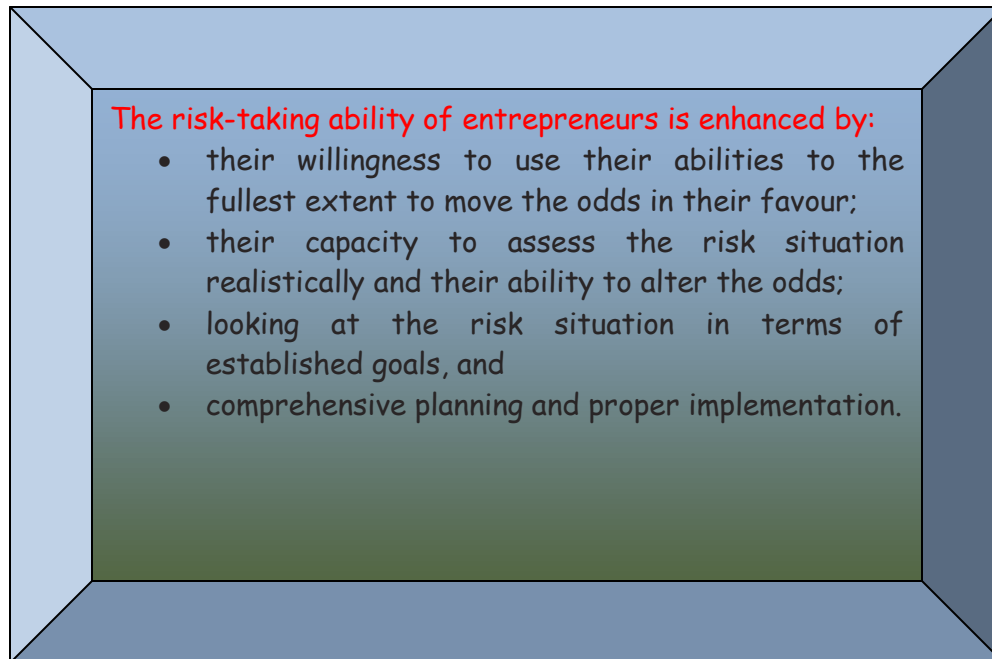 The risk-taking ability of entrepreneurs is enhanced by:
• their willingness to use their abilities to the
fullest extent to move the odds in their favour;
• their capacity to assess the risk situation
realistically and their ability to alter the odds;
• looking at the risk situation in terms of
established goals, and
• comprehensive planning and proper implementation.